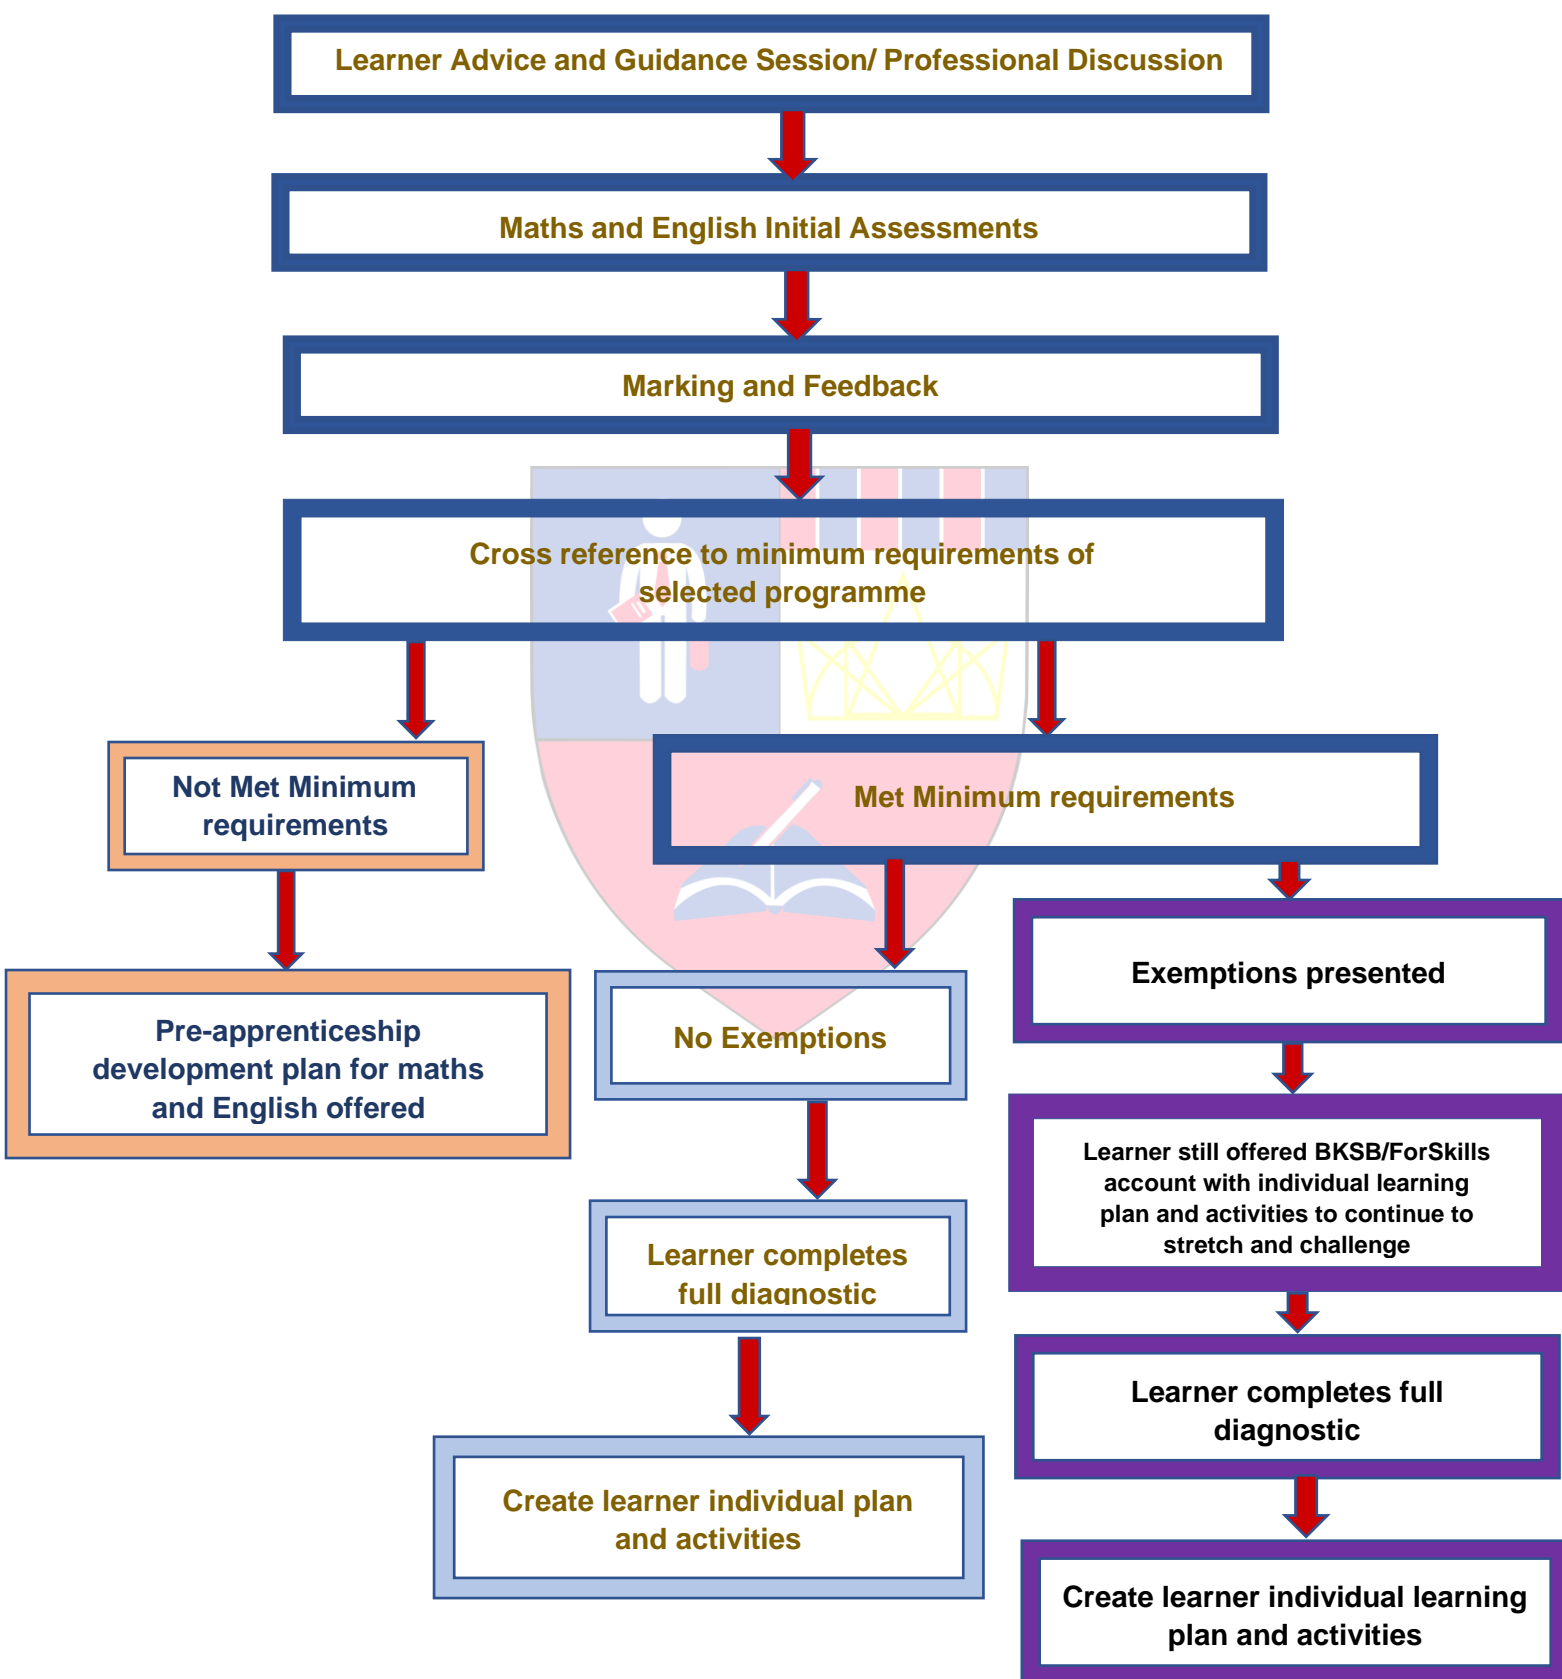 Learner Advice and Guidance Session/ Professional Discussion
Maths and English Initial Assessments
Marking and Feedback
Cross reference to minimum requirements of
selected programme
Not Met Minimum
requirements
Met Minimum requirements
Pre-apprenticeship
development plan for maths
and English offered
No Exemptions
Learner completes
full diagnostic
Create learner individual plan
and activities
Exemptions presented
Learner still offered BKSB/ForSkills
account with individual learning
plan and activities to continue to
stretch and challenge
Learner completes full
diagnostic
Create learner individual learning
plan and activities